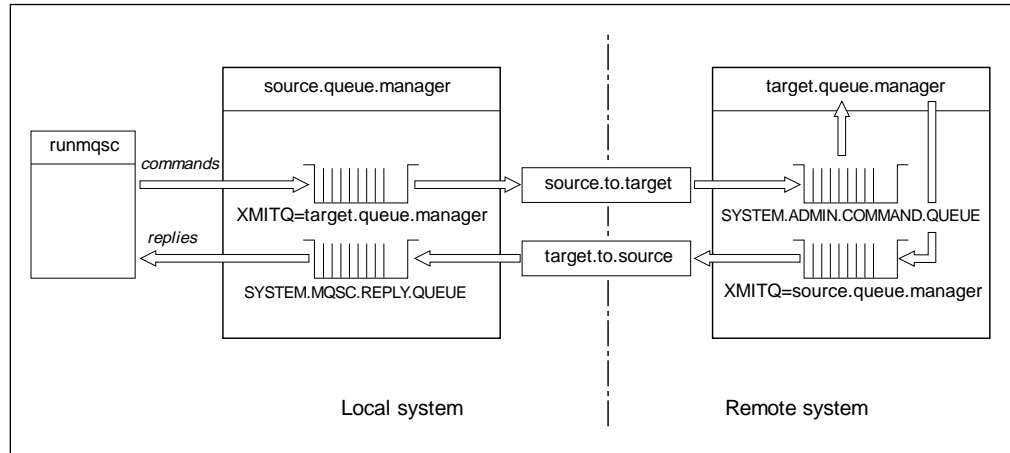 source.queue.manager
target.queue.manager
runmqsc
commands
source.to.target
XMITQ=target.queue.manager
SYSTEM.ADMIN.COMMAND.QUEUE
replies
target.to.source
SYSTEM.MQSC.REPLY.QUEUE
XMITQ=source.queue.manager
Local system
Remote system